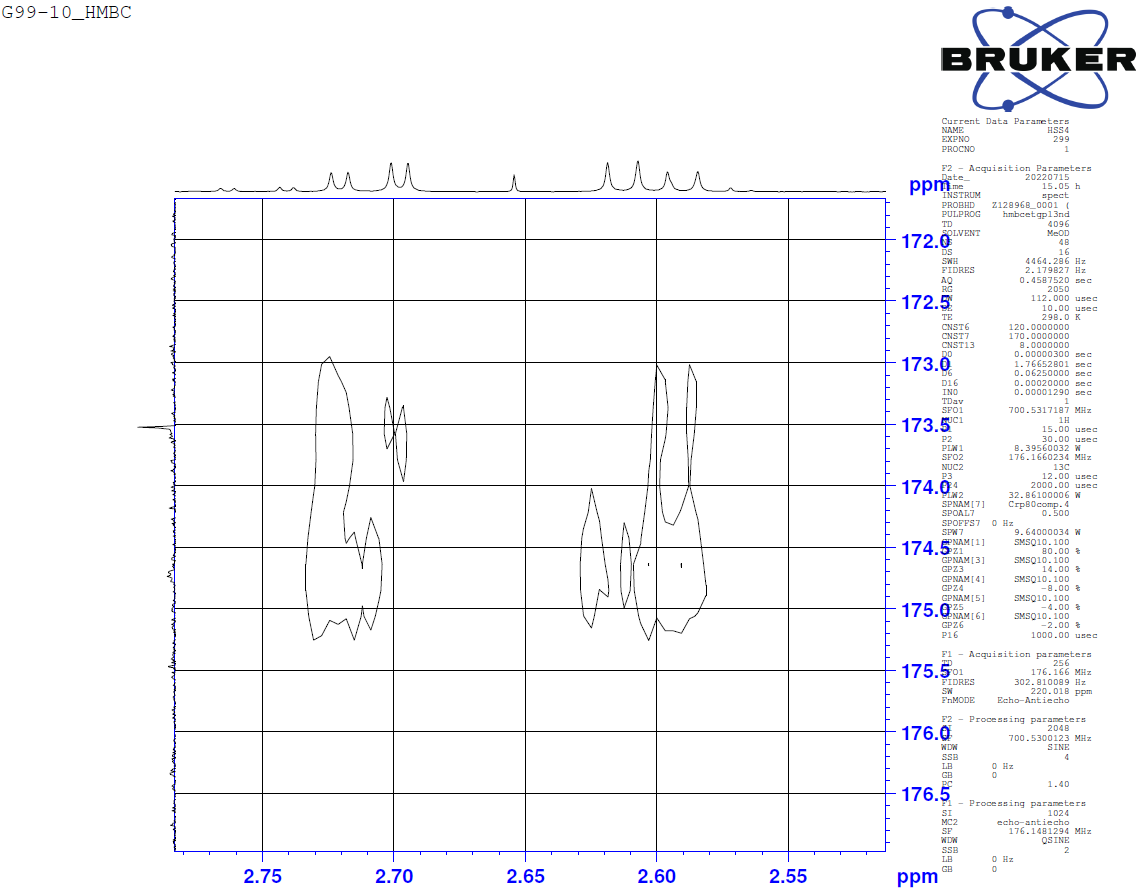 G99-10_HMBC
BRUKER
Current Data Parameters
NAME HSS4
EXPNO 299
PROCNO 1
F2 - Acquisition Parameters
Date_ 20220715
15.05 h
INSTRUM spect
PROBHD Z128968_0001 (
PULPROG hmbcetgpl3nd
TD 4096
SOLVENT MeOD
48
DS 16
SWH 4464.286 Hz
FIDRES 2.179827 Hz
AQ 0.4587520 sec
RG 2050
112.000 usec
10.00 usec
TE 298.0 K
CNST6 120.0000000
CNST7 170.0000000
CNST13 8.0000000
D0 0.00000300 sec
1.76652801 sec
D6 0.06250000 sec
D16 0.00020000 sec
IN0 0.00001290 sec
TDav 1
SFO1 700.5317187 MHz
NUC1 1H
15.00 usec
P2 30.00 usec
PLW1 8.39560032 W
SFO2 176.1660234 MHz
NUC2 13C
P3 12.00 usec
2000.00 usec
PLW2 32.86100006 W
SPNAM[7] Crp80comp.4
SPOAL7 0.500
SPOFFS7 0 Hz
SPW7 9.64000034 W
GPNAM[1] SMSQ10.100
GPZ1 80.00 %
GPNAM[3] SMSQ10.100
GPZ3 14.00 %
GPNAM[4] SMSQ10.100
GPZ4 -8.00 %
GPNAM[5] SMSQ10.100
GPZ5 -4.00 %
GPNAM[6] SMSQ10.100
GPZ6 -2.00 %
P16 1000.00 usec
F1 - Acquisition parameters
TD 256
SFO1 176.166 MHz
FIDRES 302.810089 Hz
SW 220.018 ppm
FnMODE Echo-Antiecho
F2 - Processing parameters
2048
SF 700.5300123 MHz
WDW SINE
SSB 4
LB 0 Hz
GB 0
PC 1.40
F1 - Processing parameters
SI 1024
MC2 echo-antiecho
SF 176.1481294 MHz
WDW QSINE
SSB 2
LB 0 Hz
GB 0
ppm
172.0
172.5
173.0
173.5
174.0
174.5
175.0
175.5
176.0
176.5
2.75 2.70 2.65 2.60 2.55 ppm